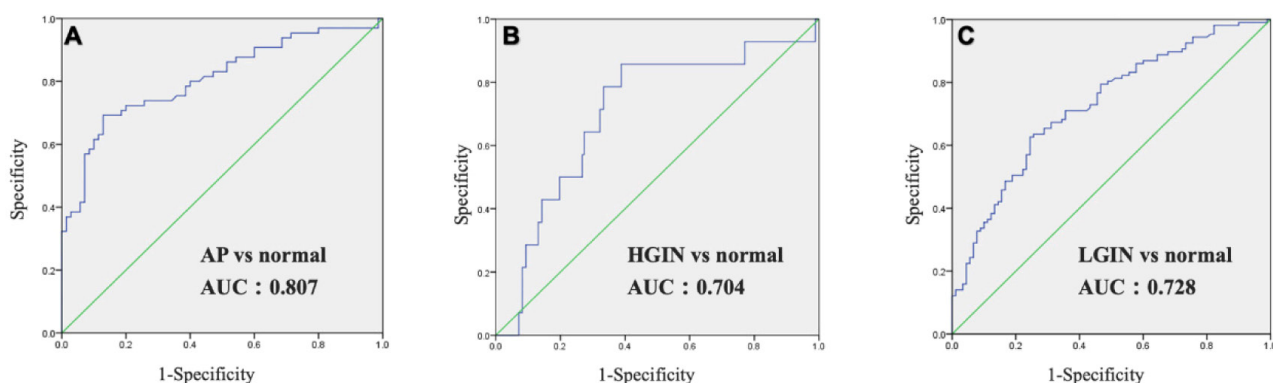 A
1.0
0.8
0.6
0.4
0.2
0.0
0.0 0.2 0.4 0.6 0.8 1.0
Specificity
1-Specificity
AP vs normal
AUC：0.807
B
1.0
0.8
0.6
0.4
0.2
0.0
0.0 0.2 0.4 0.6 0.8 1.0
Specificity
1-Specificity
HGIN vs normal
AUC：0.704
C
1.0
0.8
0.6
0.4
0.2
0.0
0.0 0.2 0.4 0.6 0.8 1.0
Specificity
1-Specificity
LGIN vs normal
AUC：0.728